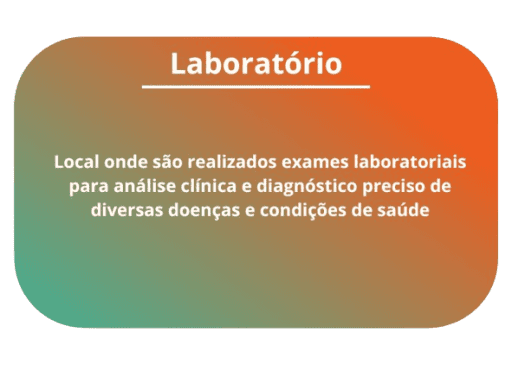 Laboratório
Local onde são realizados exames laboratoriais
para análise clínica e diagnóstico preciso de
diversas doenças e condições de saúde